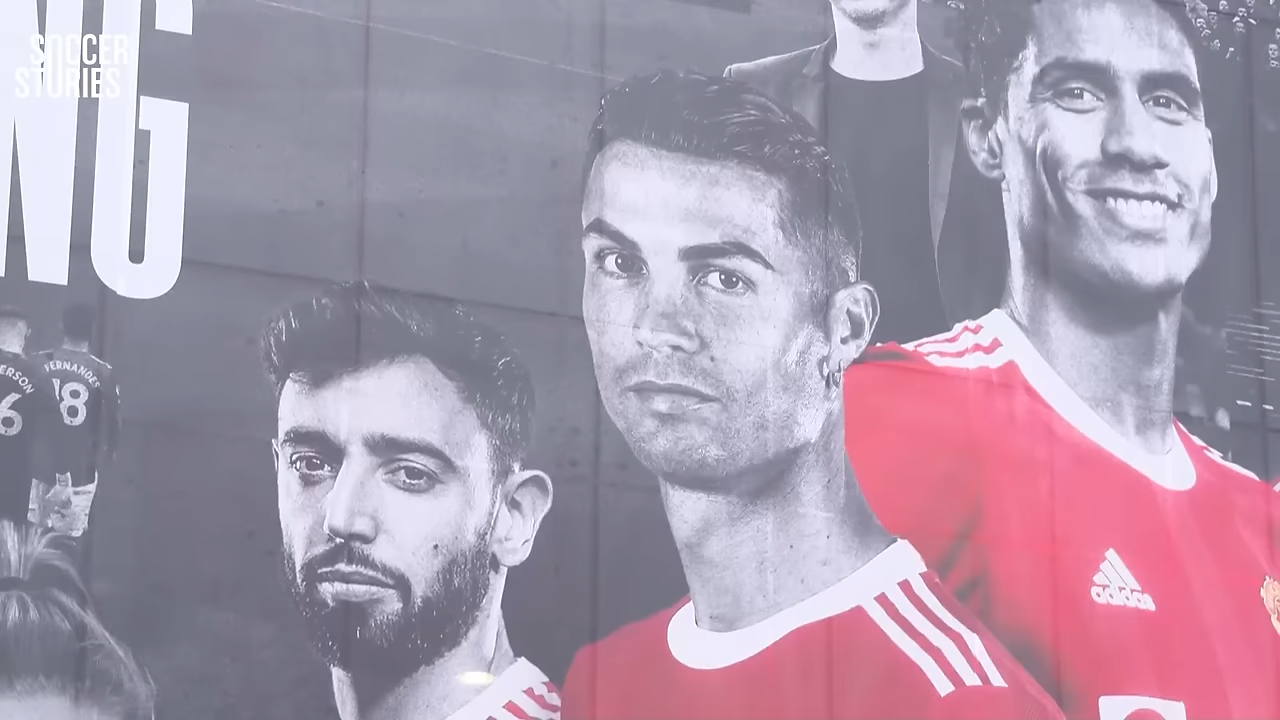 SOCCER
STORIES
NG
ERSON
6
FERNANDES
18
adidas